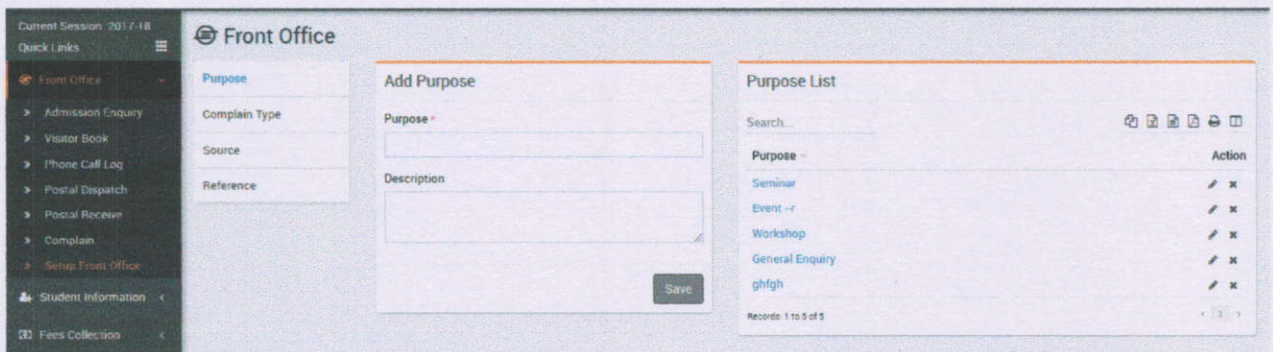 Current Session: 2017-18
Quick Links
Front Office
Admission Enquiry
Visitor Book
Phone Call Log
Postal Dispatch
Postal Receive
Complain
Setup Front Office
Student Information
Fees Collection
Front Office
Purpose
Complain Type
Source
Reference
Add Purpose
Purpose *
Description
Save
Purpose List
Search...
Purpose Action
Seminar
Event
Workshop
General Enquiry
ghfgh
Records: 1 to 5 of 5